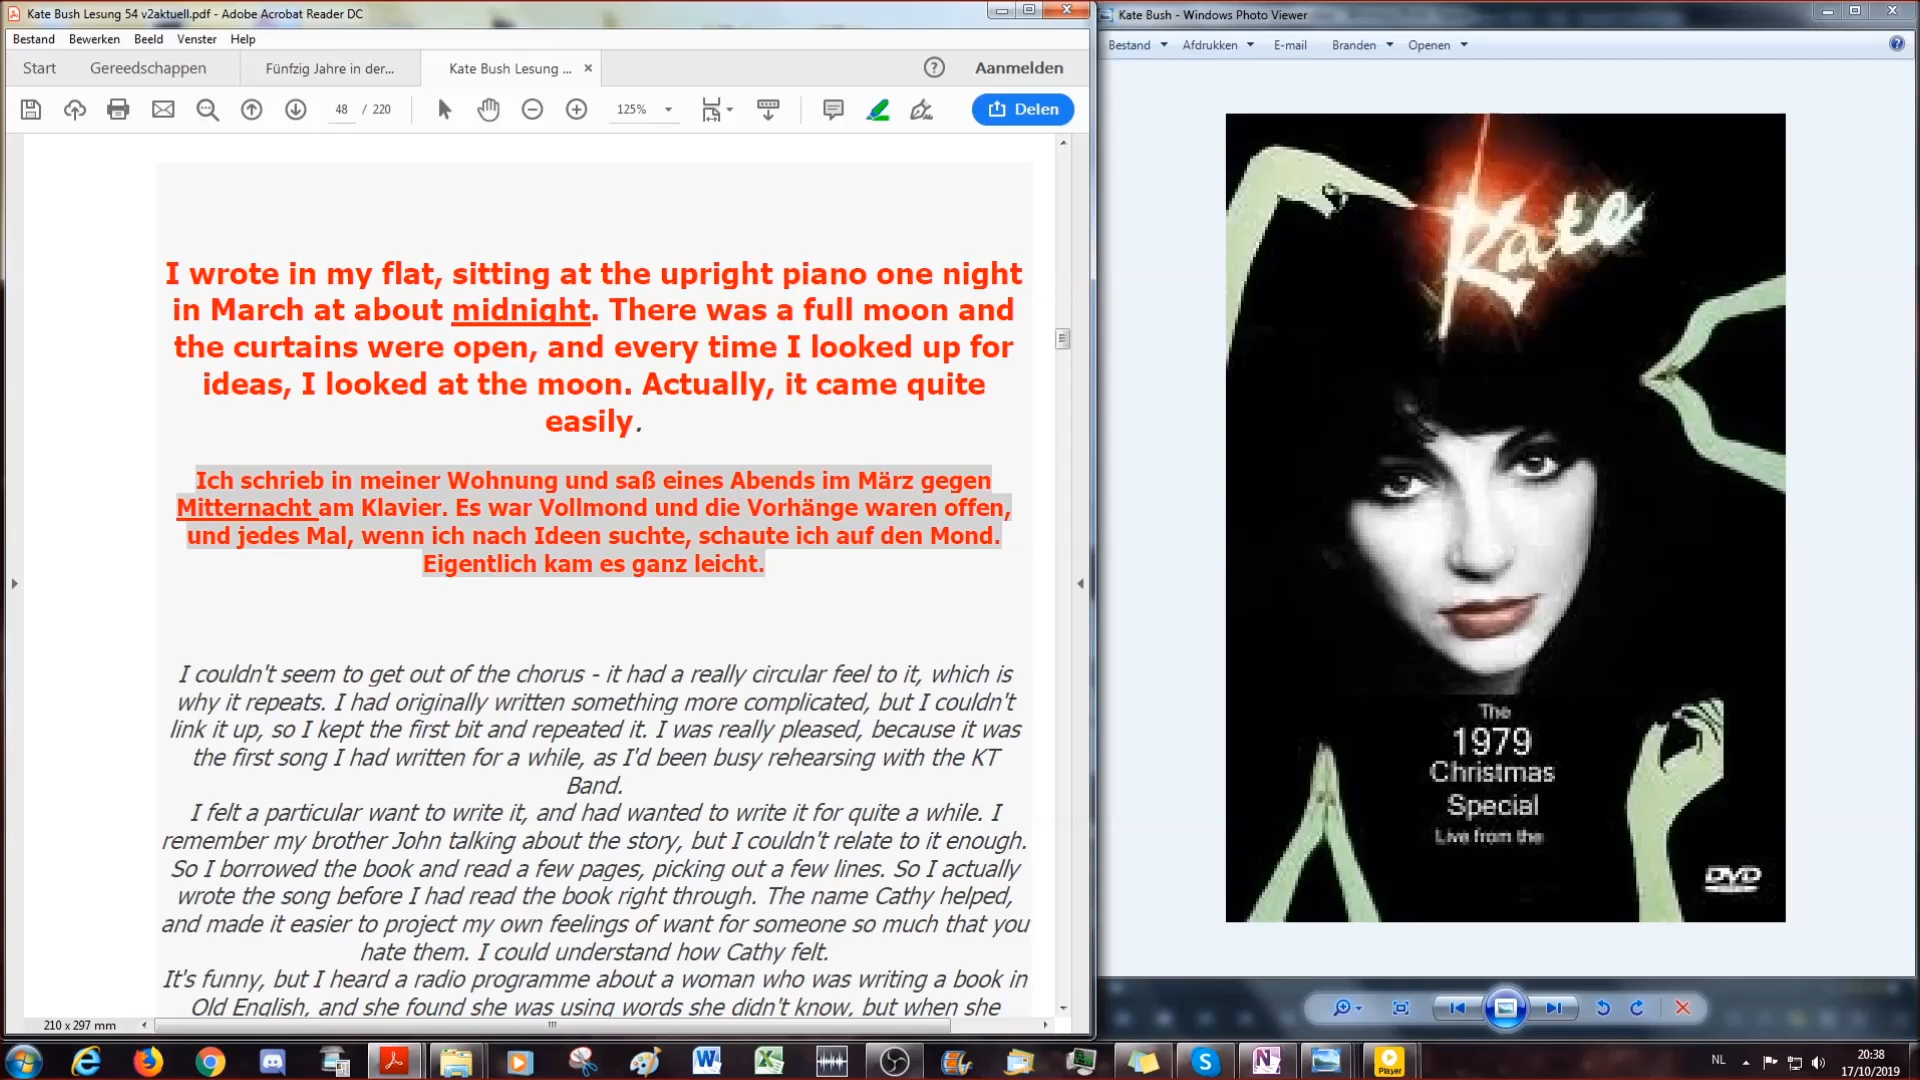 Kate Bush Lesung 54 v2aktuell.pdf - Adobe Acrobat Reader DC
Bestand Bewerken Beeld Venster Help
Start Gereedschappen Fünfzig Jahre in der... Kate Bush Lesung ... Aanmelden
48 / 220 125% Delen
I wrote in my flat, sitting at the upright piano one night
in March at about midnight. There was a full moon and
the curtains were open, and every time I looked up for
ideas, I looked at the moon. Actually, it came quite
easily.
Ich schrieb in meiner Wohnung und saß eines Abends im März gegen
Mitternacht am Klavier. Es war Vollmond und die Vorhänge waren offen,
und jedes Mal, wenn ich nach Ideen suchte, schaute ich auf den Mond.
Eigentlich kam es ganz leicht.
I couldn't seem to get out of the chorus - it had a really circular feel to it, which is
why it repeats. I had originally written something more complicated, but I couldn't
link it up, so I kept the first bit and repeated it. I was really pleased, because it was
the first song I had written for a while, as I'd been busy rehearsing with the KT
Band.
I felt a particular want to write it, and had wanted to write it for quite a while. I
remember my brother John talking about the story, but I couldn't relate to it enough.
So I borrowed the book and read a few pages, picking out a few lines. So I actually
wrote the song before I had read the book right through. The name Cathy helped,
and made it easier to project my own feelings of want for someone so much that you
hate them. I could understand how Cathy felt.
It's funny, but I heard a radio programme about a woman who was writing a book in
Old English, and she found she was using words she didn't know, but when she
210 x 297 mm
Kate Bush - Windows Photo Viewer
Bestand Afdrukken E-mail Branden Openen
Kate
The
1979
Christmas
Special
Live from the
DVD
Player
NL
20:38
17/10/2019